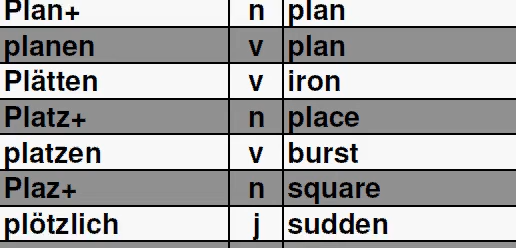 Plan+ n plan
planen v plan
Plätten v iron
Platz+ n place
platzen v burst
Plaz+ n square
plötzlich j sudden